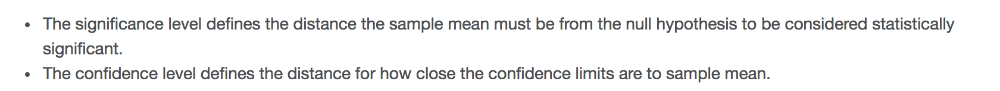 • The significance level defines the distance the sample mean must be from the null hypothesis to be considered statistically
significant.
• The confidence level defines the distance for how close the confidence limits are to sample mean.